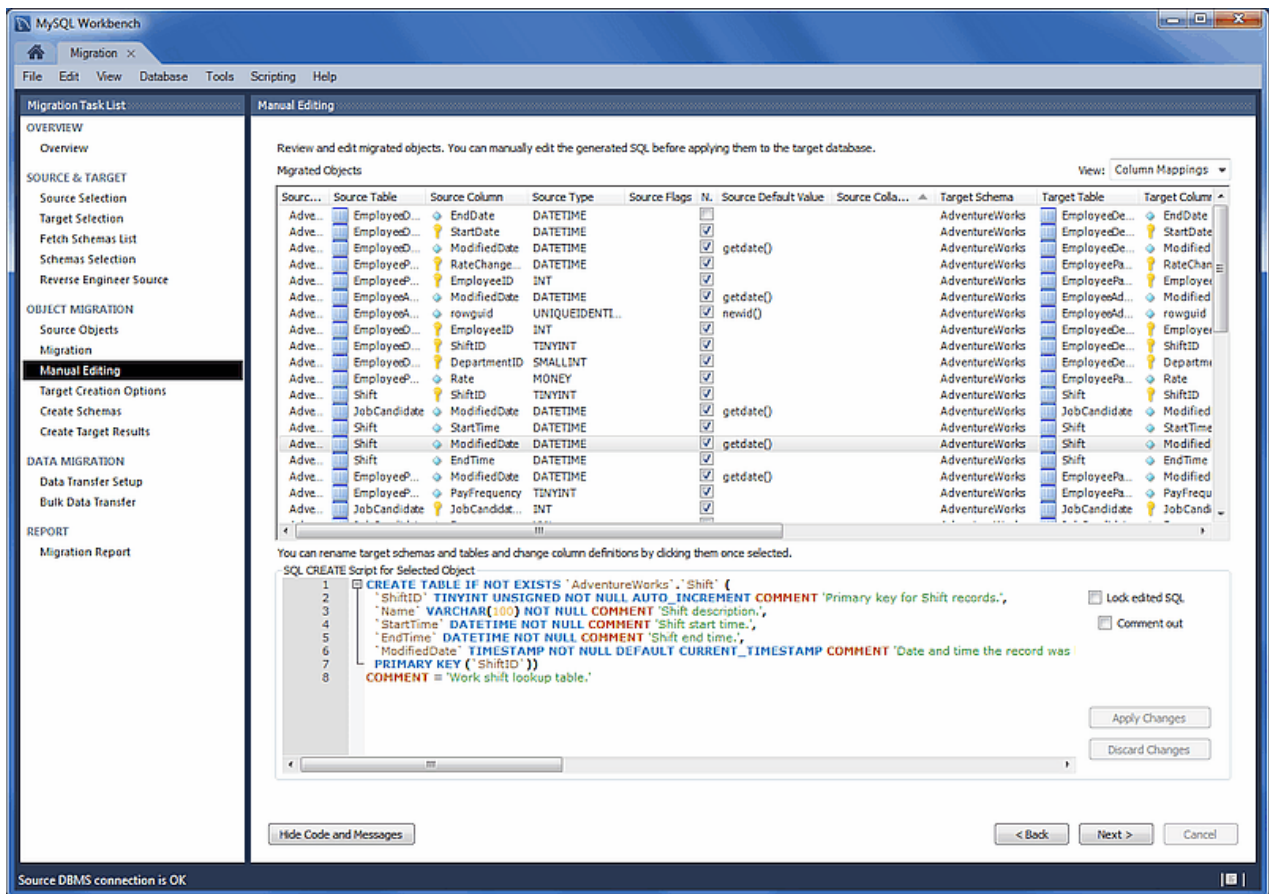 MySQL Workbench
Migration
File Edit View Database Tools Scripting Help
Migration Task List
OVERVIEW
Overview
SOURCE & TARGET
Source Selection
Target Selection
Fetch Schemas List
Schemas Selection
Reverse Engineer Source
OBJECT MIGRATION
Source Objects
Migration
Manual Editing
Target Creation Options
Create Schemas
Create Target Results
DATA MIGRATION
Data Transfer Setup
Bulk Data Transfer
REPORT
Migration Report
Manual Editing
Review and edit migrated objects. You can manually edit the generated SQL before applying them to the target database.
Migrated Objects View: Column Mappings
Sourc... Source Table Source Column Source Type Source Flags N. Source Default Value Source Colla... Target Schema Target Table Target Column
Adve... EmployeeD... EndDate DATETIME AdventureWorks EmployeeDe... EndDate
Adve... EmployeeD... StartDate DATETIME AdventureWorks EmployeeDe... StartDate
Adve... EmployeeD... ModifiedDate DATETIME getdate() AdventureWorks EmployeeDe... Modified
Adve... EmployeeP... RateChange... DATETIME AdventureWorks EmployeePa... RateChan
Adve... EmployeeP... EmployeeID INT AdventureWorks EmployeePa... Employee
Adve... EmployeeA... ModifiedDate DATETIME getdate() AdventureWorks EmployeeAd... Modified
Adve... EmployeeA... rowguid UNIQUEIDENTI... newid() AdventureWorks EmployeeAd... rowguid
Adve... EmployeeD... EmployeeID INT AdventureWorks EmployeeDe... Employee
Adve... EmployeeD... ShiftID TINYINT AdventureWorks EmployeeDe... ShiftID
Adve... EmployeeD... DepartmentID SMALLINT AdventureWorks EmployeeDe... Departme
Adve... EmployeeP... Rate MONEY AdventureWorks EmployeePa... Rate
Adve... Shift ShiftID TINYINT AdventureWorks Shift ShiftID
Adve... JobCandidate ModifiedDate DATETIME getdate() AdventureWorks JobCandidate Modified
Adve... Shift StartTime DATETIME AdventureWorks Shift StartTime
Adve... Shift ModifiedDate DATETIME getdate() AdventureWorks Shift Modified
Adve... Shift EndTime DATETIME AdventureWorks Shift EndTime
Adve... EmployeeP... ModifiedDate DATETIME getdate() AdventureWorks EmployeePa... Modified
Adve... EmployeeP... PayFrequency TINYINT AdventureWorks EmployeePa... PayFrequ
Adve... JobCandidate JobCandidat... INT AdventureWorks JobCandidate JobCandi
You can rename target schemas and tables and change column definitions by clicking them once selected.
SQL CREATE Script for Selected Object
1 CREATE TABLE IF NOT EXISTS `AdventureWorks`.`Shift` (
2 `ShiftID` TINYINT UNSIGNED NOT NULL AUTO_INCREMENT COMMENT 'Primary key for Shift records.',
3 `Name` VARCHAR(100) NOT NULL COMMENT 'Shift description.',
4 `StartTime` DATETIME NOT NULL COMMENT 'Shift start time.',
5 `EndTime` DATETIME NOT NULL COMMENT 'Shift end time.',
6 `ModifiedDate` TIMESTAMP NOT NULL DEFAULT CURRENT_TIMESTAMP COMMENT 'Date and time the record was
7 PRIMARY KEY (`ShiftID`))
8 COMMENT = 'Work shift lookup table.'
Lock edited SQL
Comment out
Apply Changes
Discard Changes
Hide Code and Messages < Back Next > Cancel
Source DBMS connection is OK